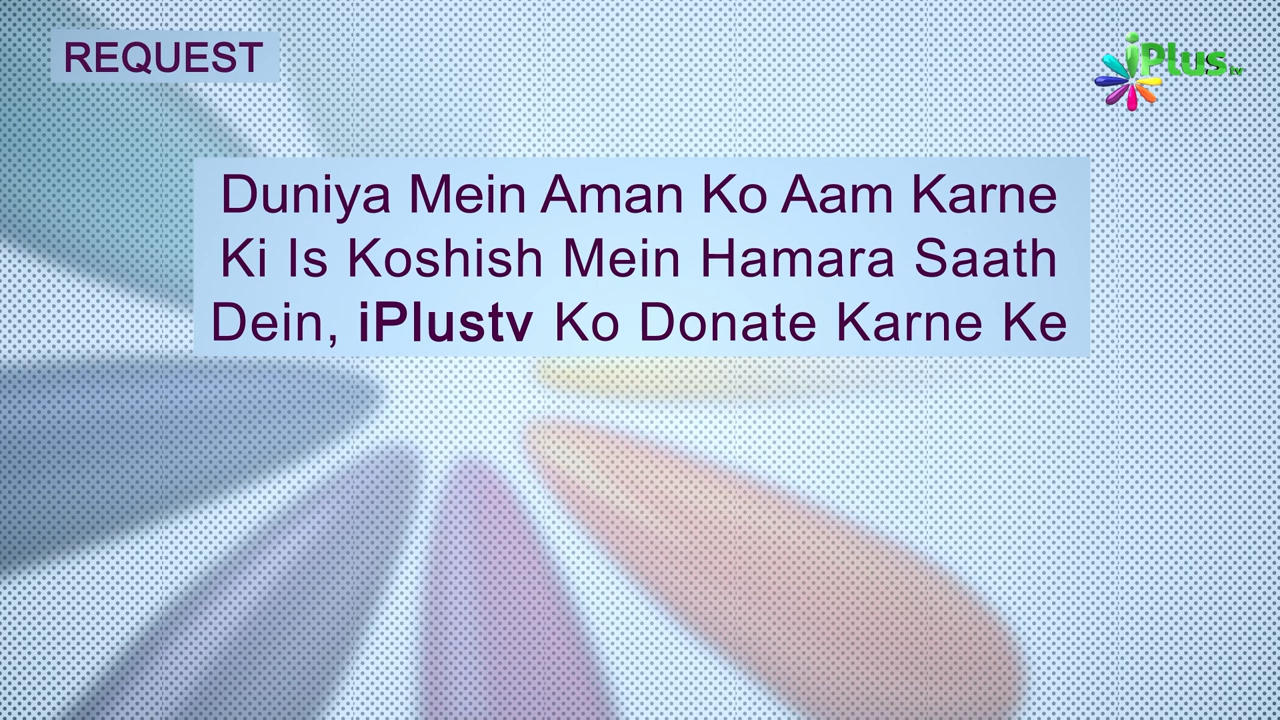 REQUEST
iPlus tv
Duniya Mein Aman Ko Aam Karne
Ki Is Koshish Mein Hamara Saath
Dein, iPlustv Ko Donate Karne Ke